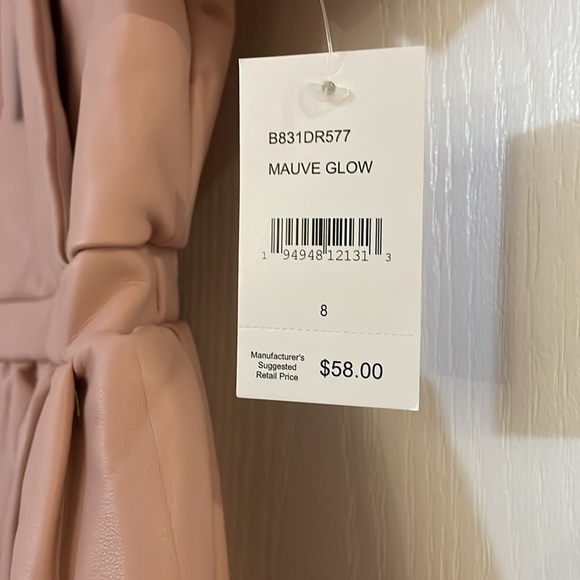 B831DR577
MAUVE GLOW
1 94948 12131 3
8
Manufacturer's
Suggested
Retail Price
$58.00